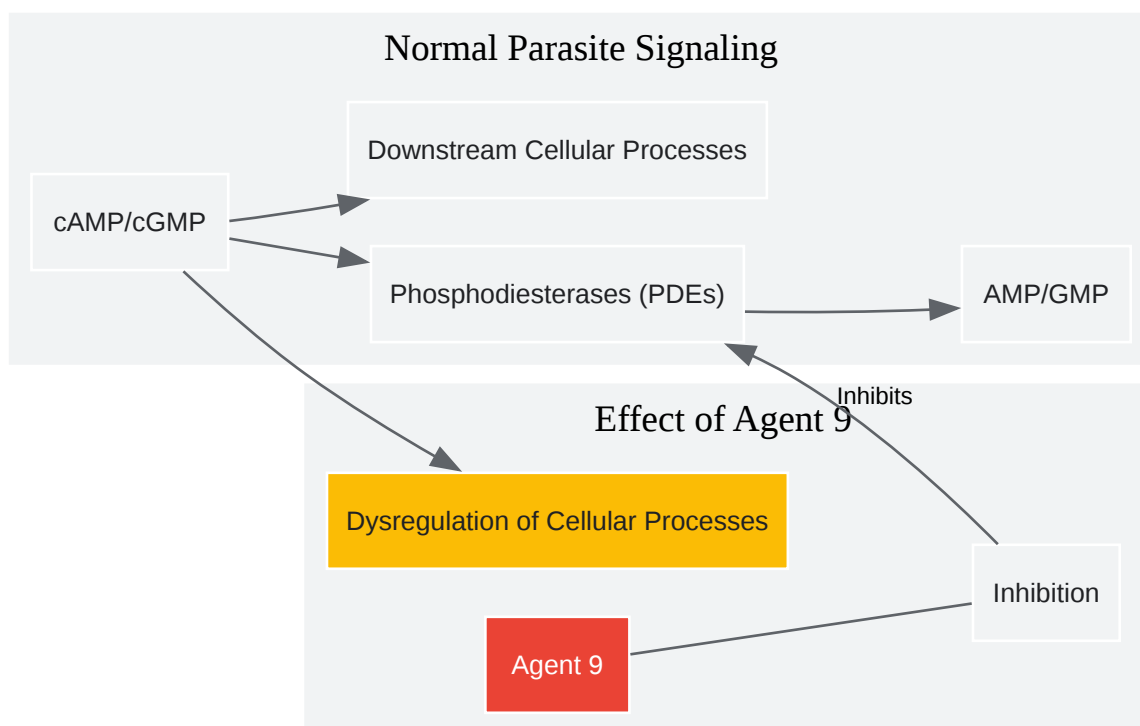 Normal Parasite Signaling
Downstream Cellular Processes
cAMP/cGMP
Phosphodiesterases (PDEs)
AMP/GMP
Inhibits
Effect of Agent 9
Dysregulation of Cellular Processes
Inhibition
Agent 9